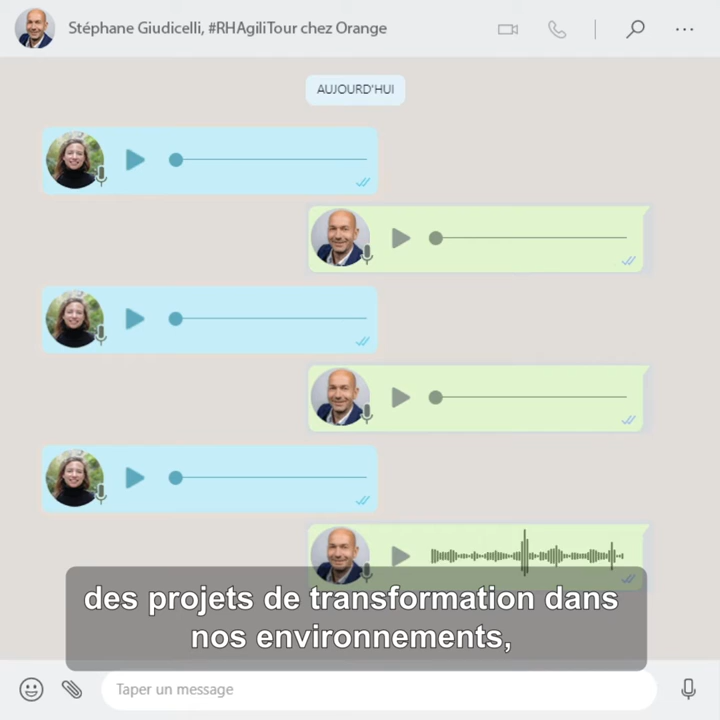 Stéphane Giudicelli, #RHAgiliTour chez Orange
AUJOURD'HUI
des projets de transformation dans
nos environnements,
Taper un message